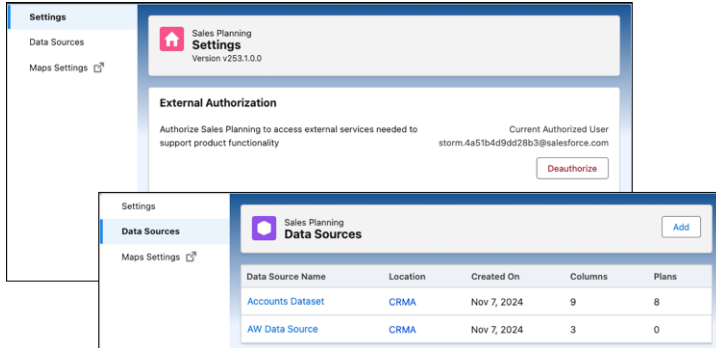 Settings
Data Sources
Maps Settings
Sales Planning
Settings
Version v253.1.0.0
External Authorization
Authorize Sales Planning to access external services needed to
support product functionality
Current Authorized User
storm.4a51b4d9dd28b3@salesforce.com
Deauthorize
Settings
Data Sources
Maps Settings
Sales Planning
Data Sources
Add
Data Source Name Location Created On Columns Plans
Accounts Dataset CRMA Nov 7, 2024 9 8
AW Data Source CRMA Nov 7, 2024 3 0